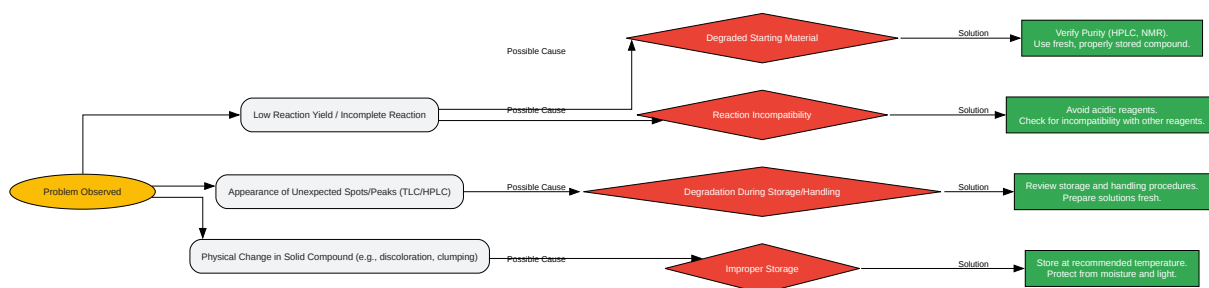 Problem Observed
Low Reaction Yield / Incomplete Reaction
Possible Cause
Degraded Starting Material
Solution
Verify Purity (HPLC, NMR).
Use fresh, properly stored compound.
Possible Cause
Reaction Incompatibility
Solution
Avoid acidic reagents.
Check for incompatibility with other reagents.
Appearance of Unexpected Spots/Peaks (TLC/HPLC)
Possible Cause
Degradation During Storage/Handling
Solution
Review storage and handling procedures.
Prepare solutions fresh.
Physical Change in Solid Compound (e.g., discoloration, clumping)
Possible Cause
Improper Storage
Solution
Store at recommended temperature.
Protect from moisture and light.